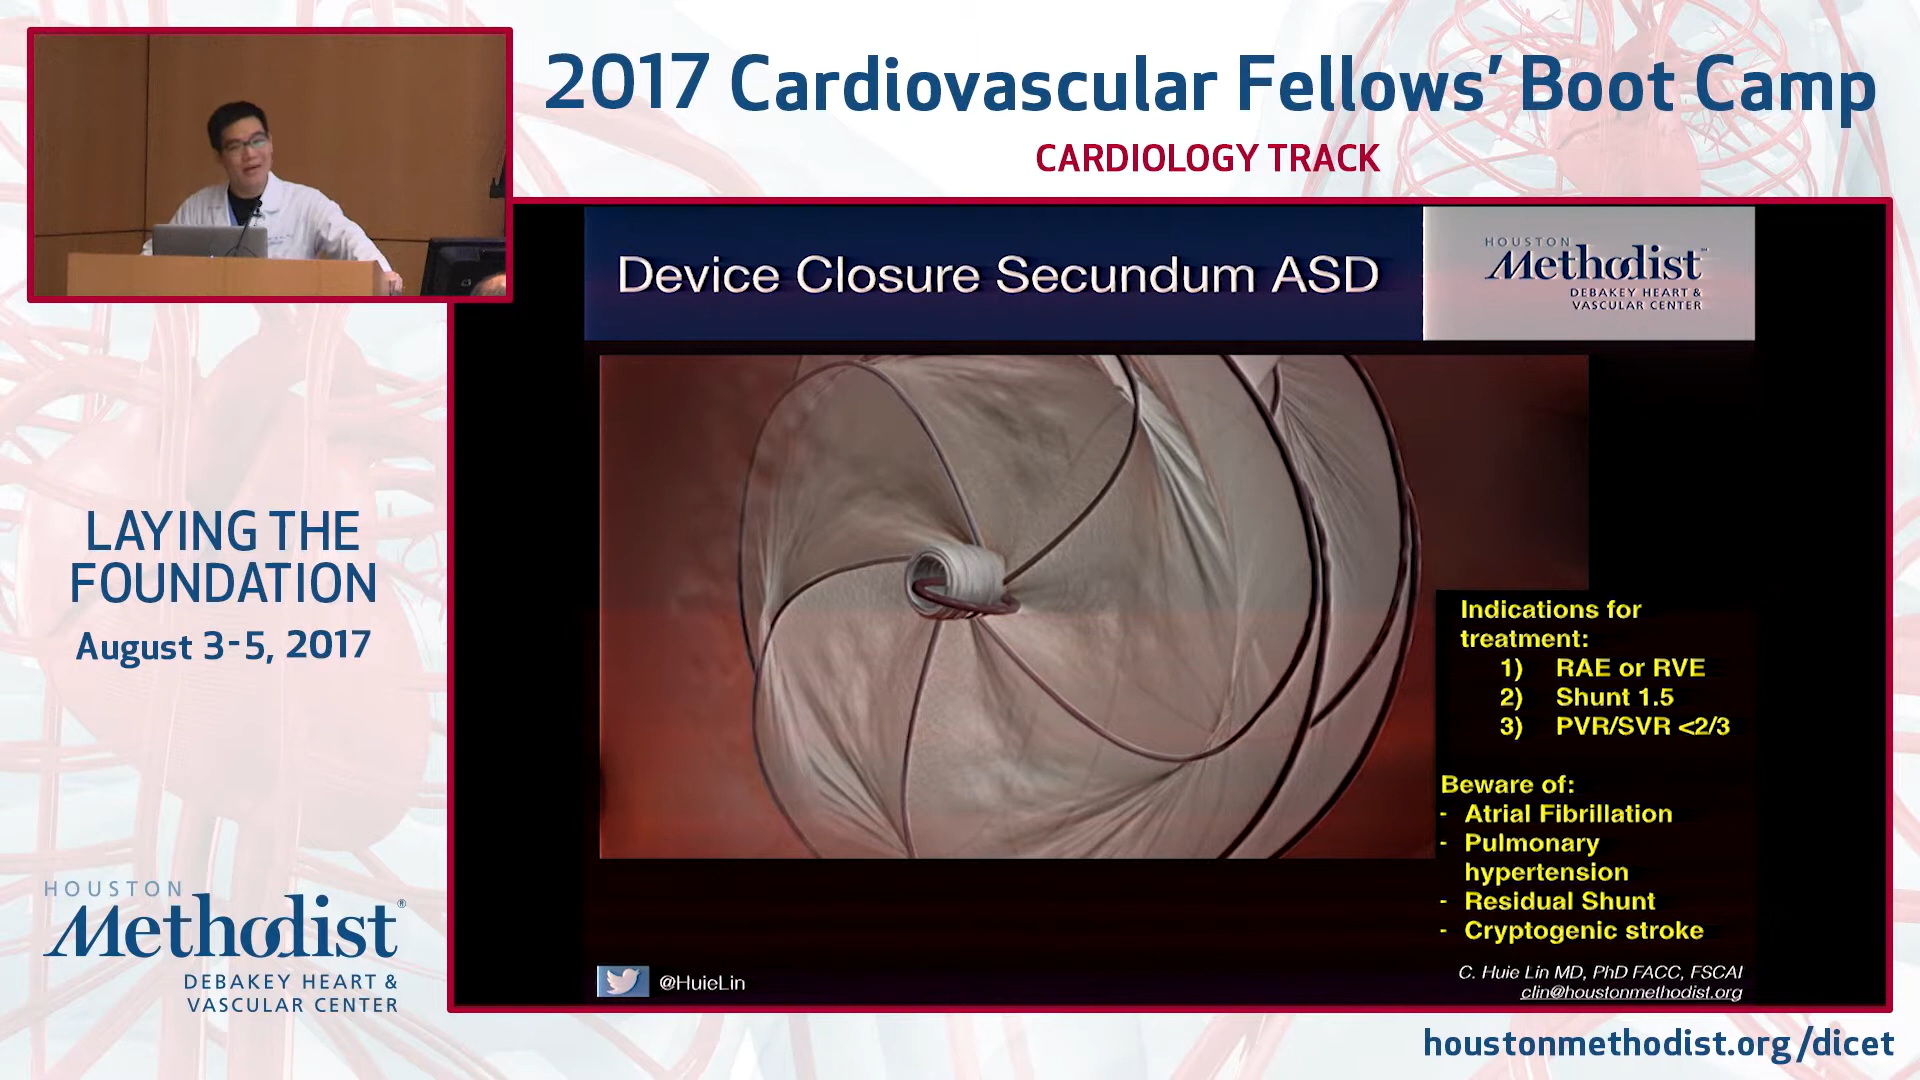 2017 Cardiovascular Fellows' Boot Camp
CARDIOLOGY TRACK
Device Closure Secundum ASD
HOUSTON
Methodist
DEBAKEY HEART &
VASCULAR CENTER
LAYING THE
FOUNDATION
August 3-5, 2017
Indications for
treatment:
1) RAE or RVE
2) Shunt 1.5
3) PVR/SVR <2/3
Beware of:
- Atrial Fibrillation
- Pulmonary
hypertension
- Residual Shunt
- Cryptogenic stroke
HOUSTON
Methodist®
DEBAKEY HEART &
VASCULAR CENTER
@HuieLin
C. Huie Lin MD, PhD FACC, FSCAI
clin@houstonmethodist.org
houstonmethodist.org/dicet